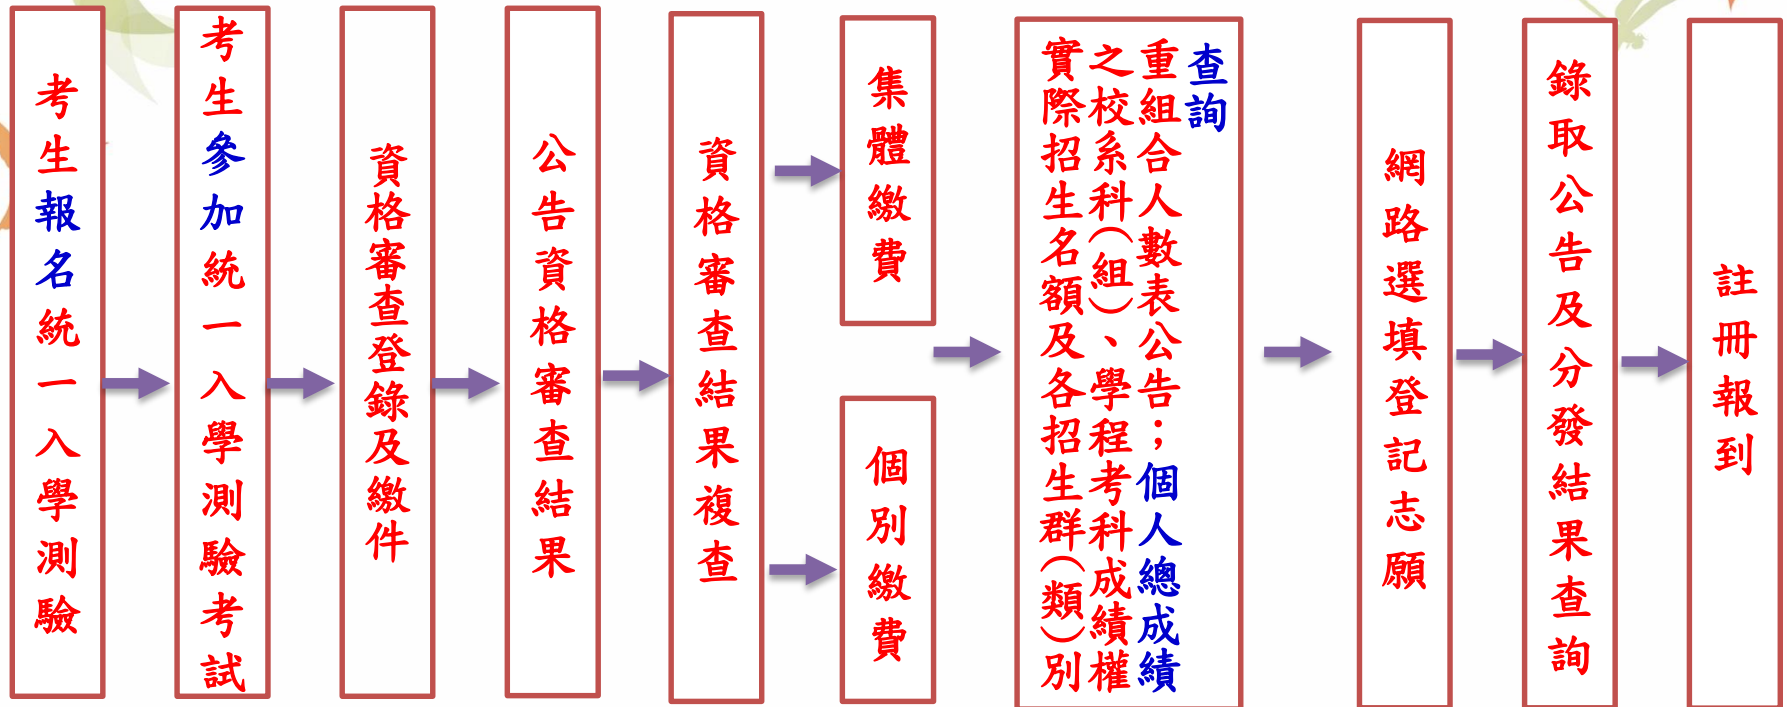 考生報名統一入學測驗
考生參加統一入學測驗考試
資格審查登錄及繳件
公告資格審查結果
資格審查結果複查
集體繳費
個別繳費
實際招生名額及各招生群(類)別
之校系科(組)、學程考科成績權
重組合人數表公告；個人總成績
查詢
網路選填登記志願
錄取公告及分發結果查詢
註冊報到